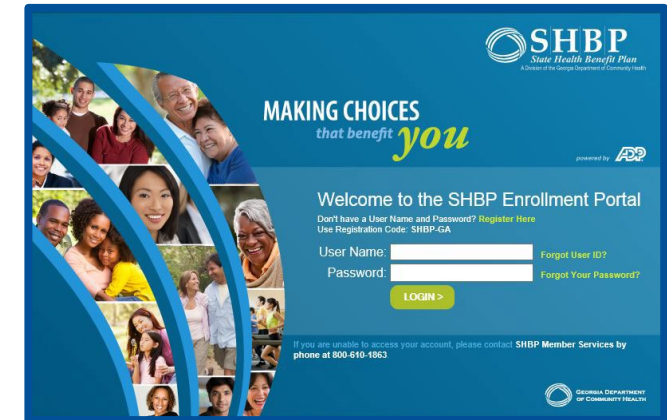 SHBP
State Health Benefit Plan
A Division of the Georgia Department of Community Health
MAKING CHOICES
that benefit you
powered by ADP
Welcome to the SHBP Enrollment Portal
Don't have a User Name and Password? Register Here
Use Registration Code: SHBP-GA
User Name:
Forgot User ID?
Password:
Forgot Your Password?
LOGIN >
If you are unable to access your account, please contact SHBP Member Services by
phone at 800-610-1863
GEORGIA DEPARTMENT
OF COMMUNITY HEALTH